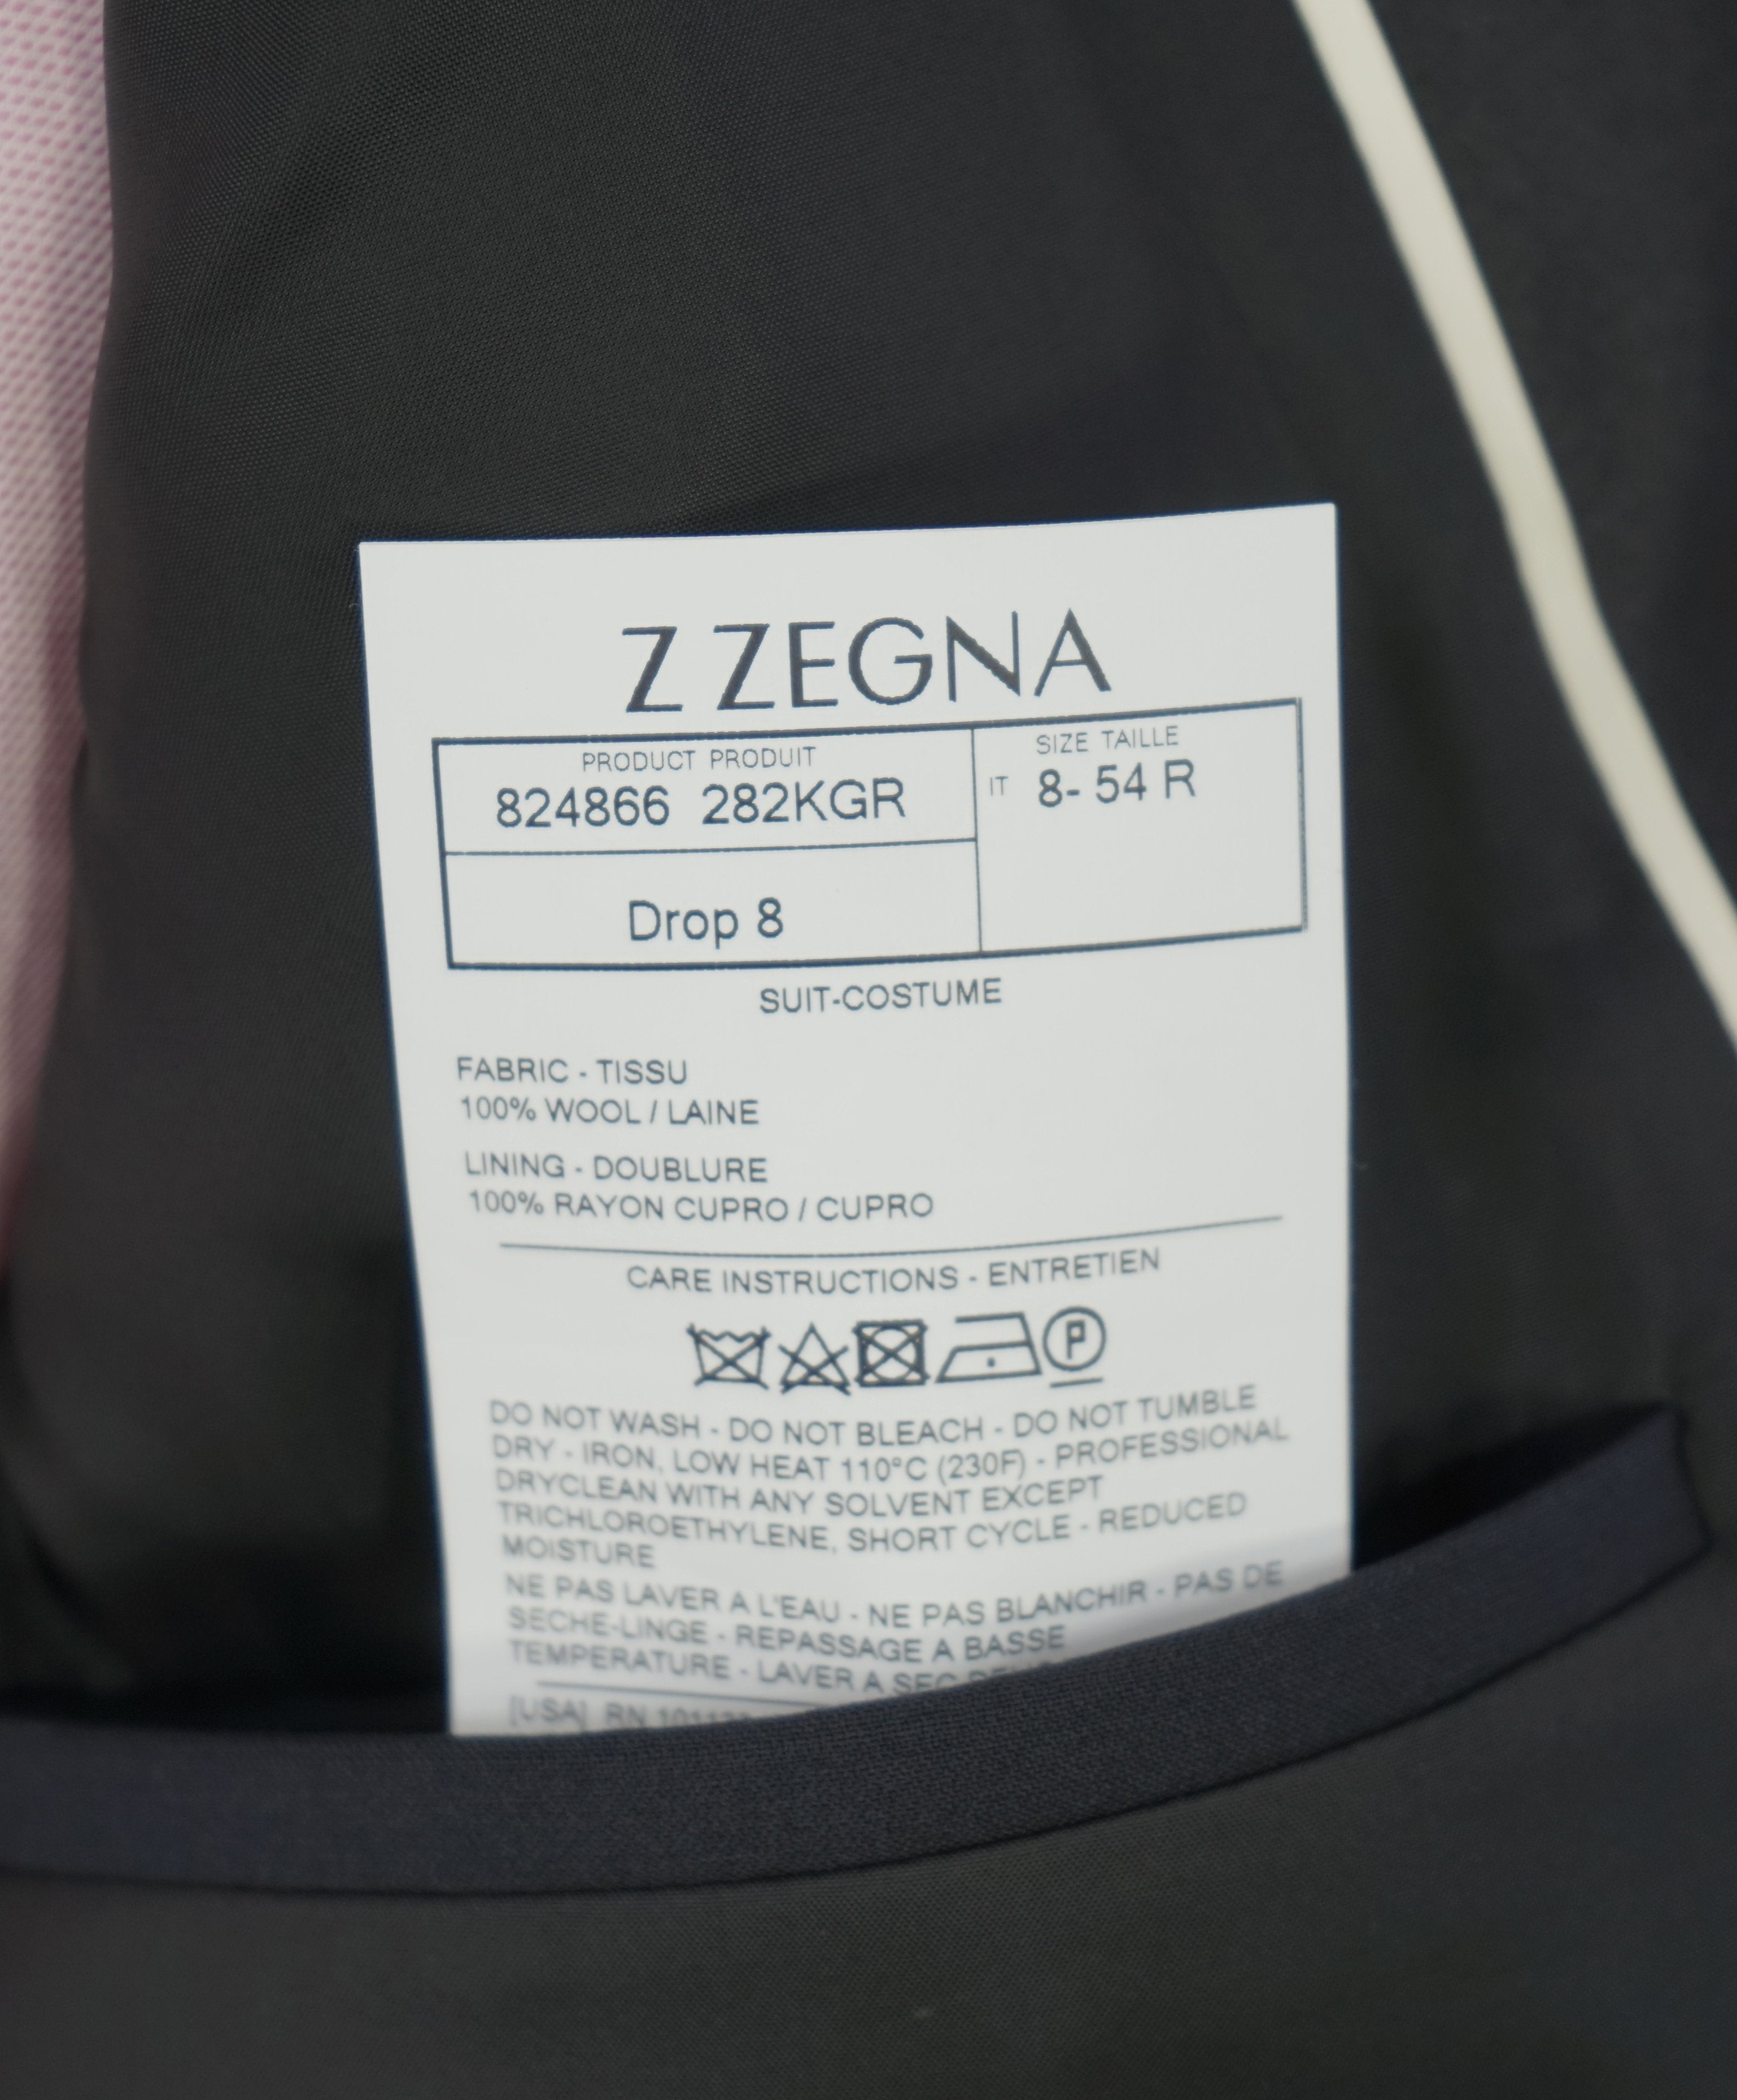 Z ZEGNA
PRODUCT PRODUIT
824866 282KGR
SIZE TAILLE
IT 8- 54 R
Drop 8
SUIT-COSTUME
FABRIC - TISSU
100% WOOL / LAINE
LINING - DOUBLURE
100% RAYON CUPRO / CUPRO
CARE INSTRUCTIONS - ENTRETIEN
P
DO NOT WASH - DO NOT BLEACH - DO NOT TUMBLE
DRY - IRON, LOW HEAT 110°C (230F) - PROFESSIONAL
DRYCLEAN WITH ANY SOLVENT EXCEPT
TRICHLOROETHYLENE, SHORT CYCLE - REDUCED
MOISTURE
NE PAS LAVER A L'EAU - NE PAS BLANCHIR - PAS DE
SECHE-LINGE - REPASSAGE A BASSE
TEMPERATURE - LAVER A SEC
[USA] RN